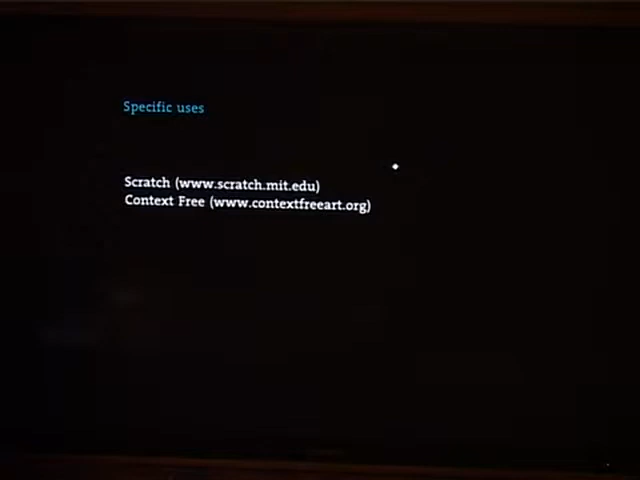 Specific uses
Scratch (www.scratch.mit.edu)
Context Free (www.contextfreeart.org)